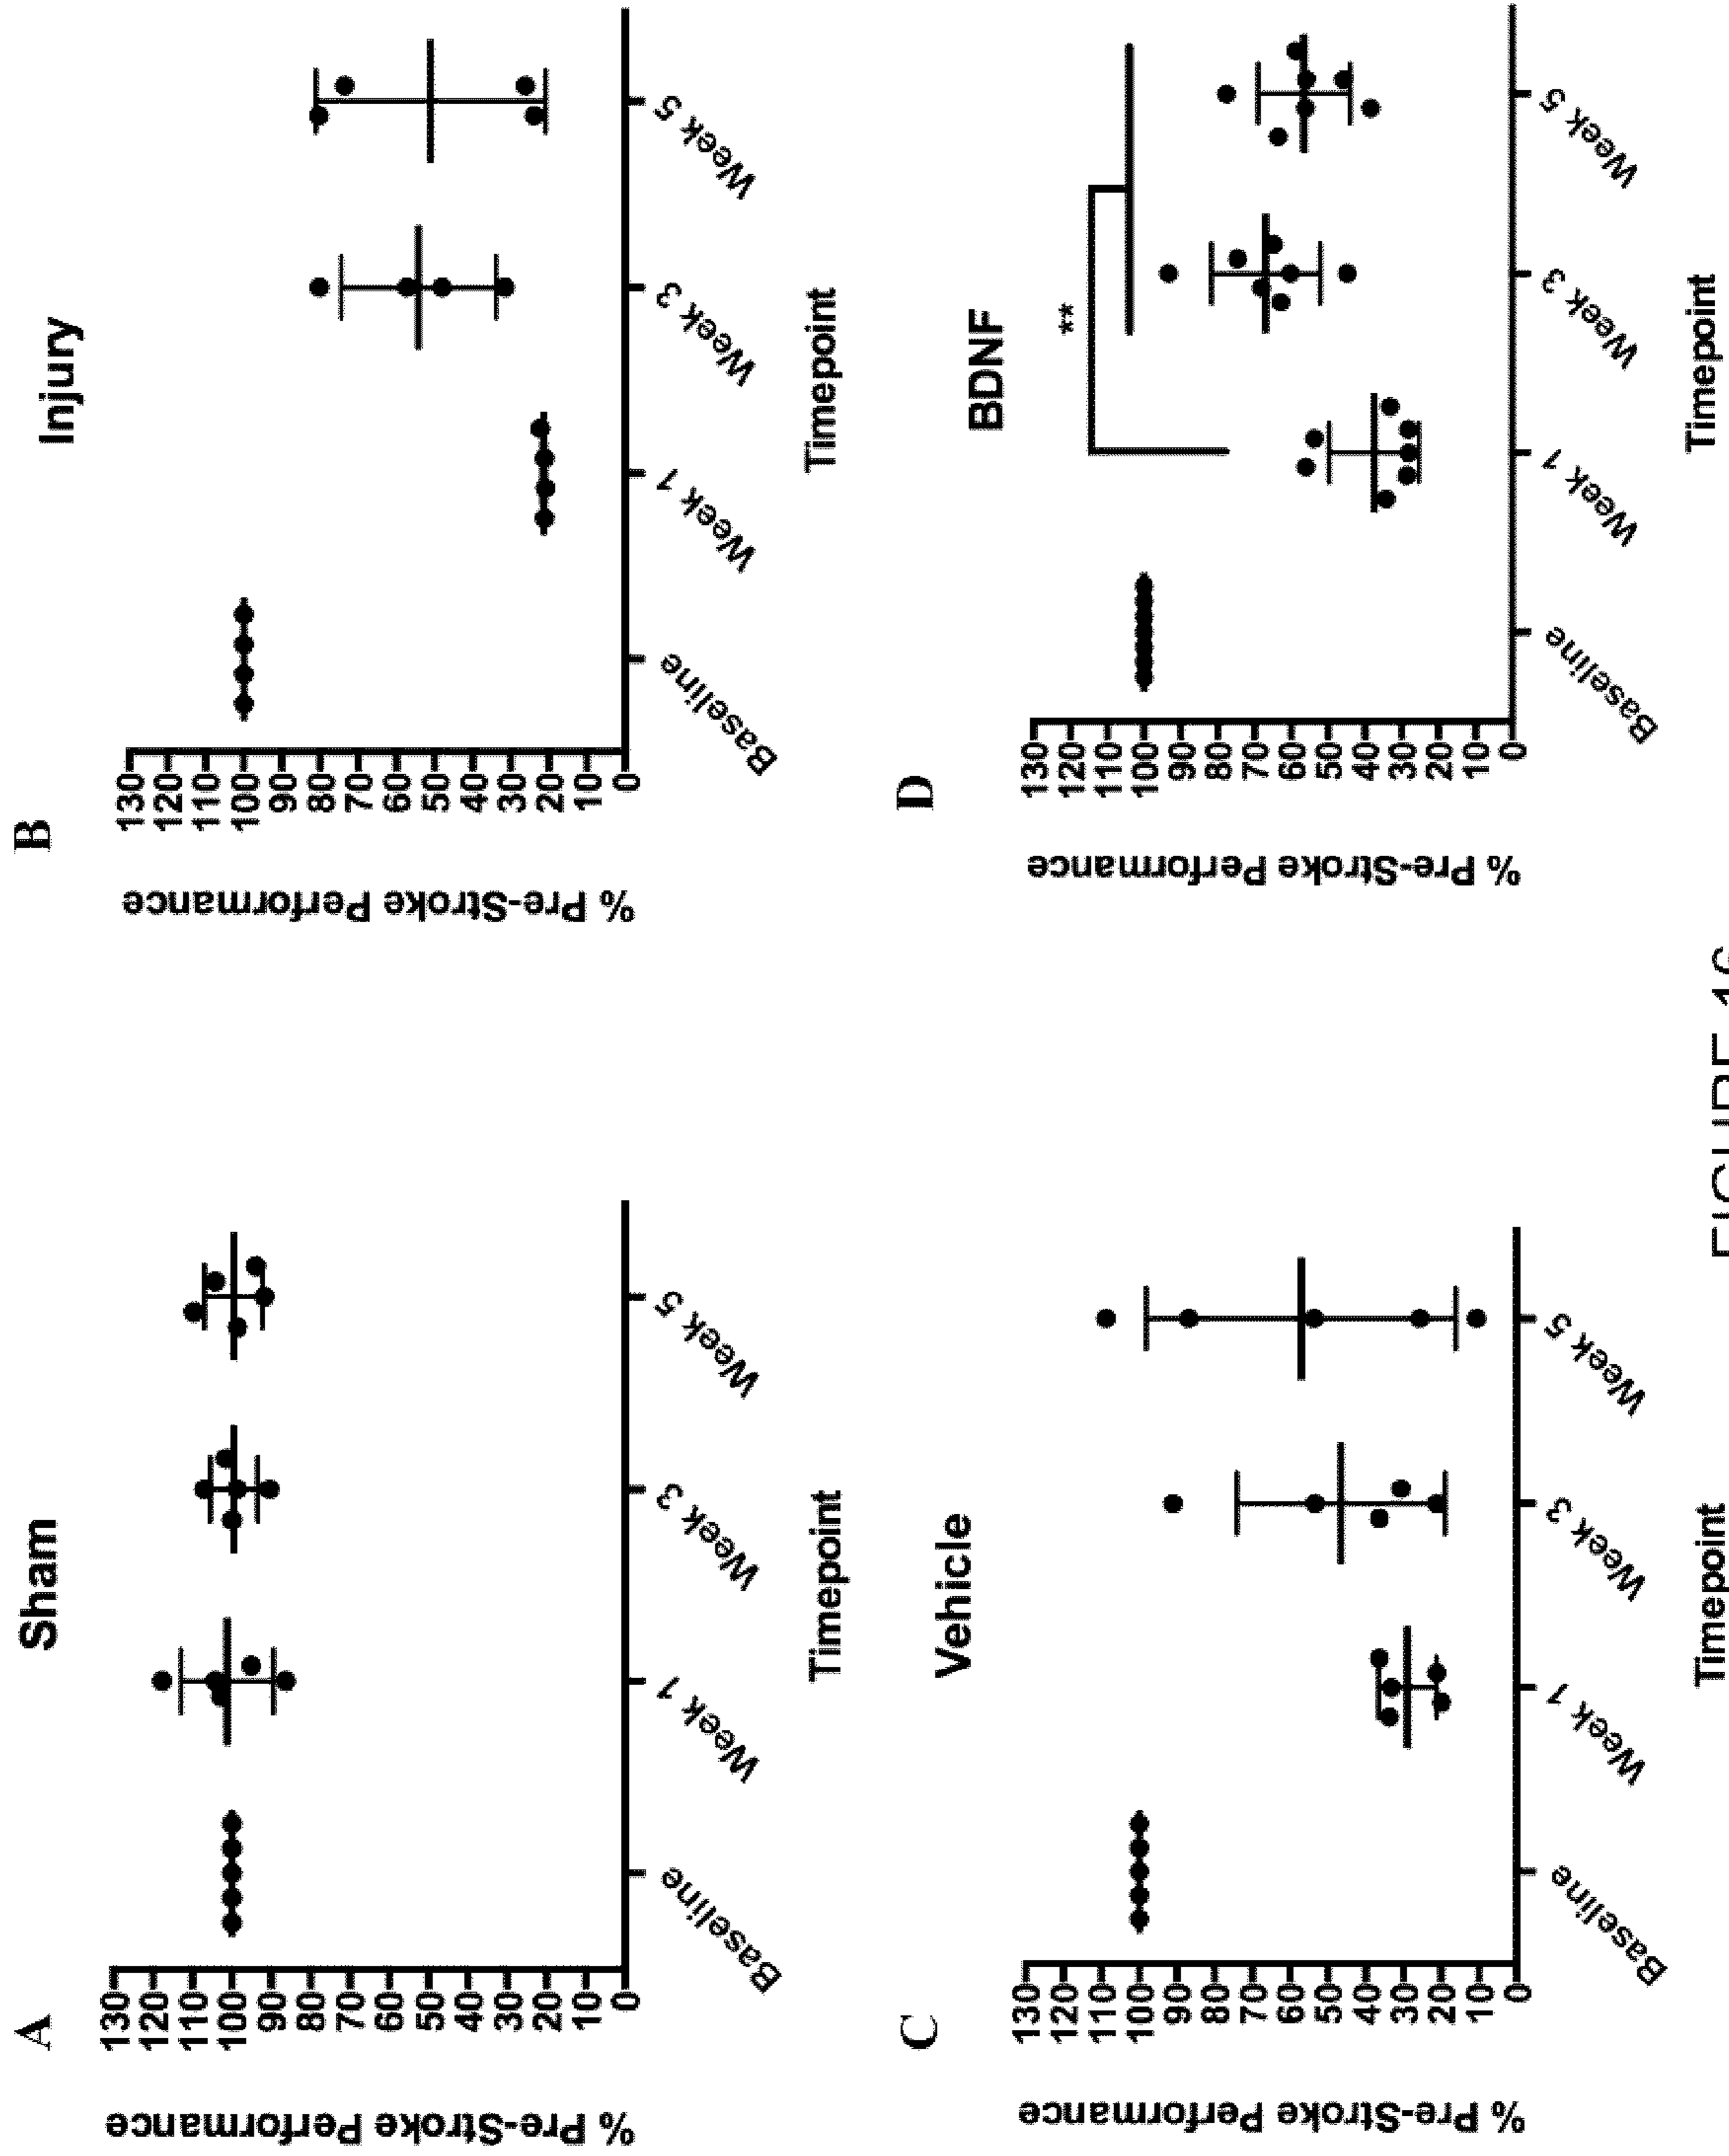 A
Sham
% Pre-Stroke Performance
130
120
110
100
90
80
70
60
50
40
30
20
10
0
Baseline
Week 1
Week 3
Week 5
Timepoint
B
Injury
% Pre-Stroke Performance
130
120
110
100
90
80
70
60
50
40
30
20
10
0
Baseline
Week 1
Week 3
Week 5
Timepoint
C
Vehicle
% Pre-Stroke Performance
130
120
110
100
90
80
70
60
50
40
30
20
10
0
Baseline
Week 1
Week 3
Week 5
Timepoint
D
BDNF
**
% Pre-Stroke Performance
130
120
110
100
90
80
70
60
50
40
30
20
10
0
Baseline
Week 1
Week 3
Week 5
Timepoint
FIGURE